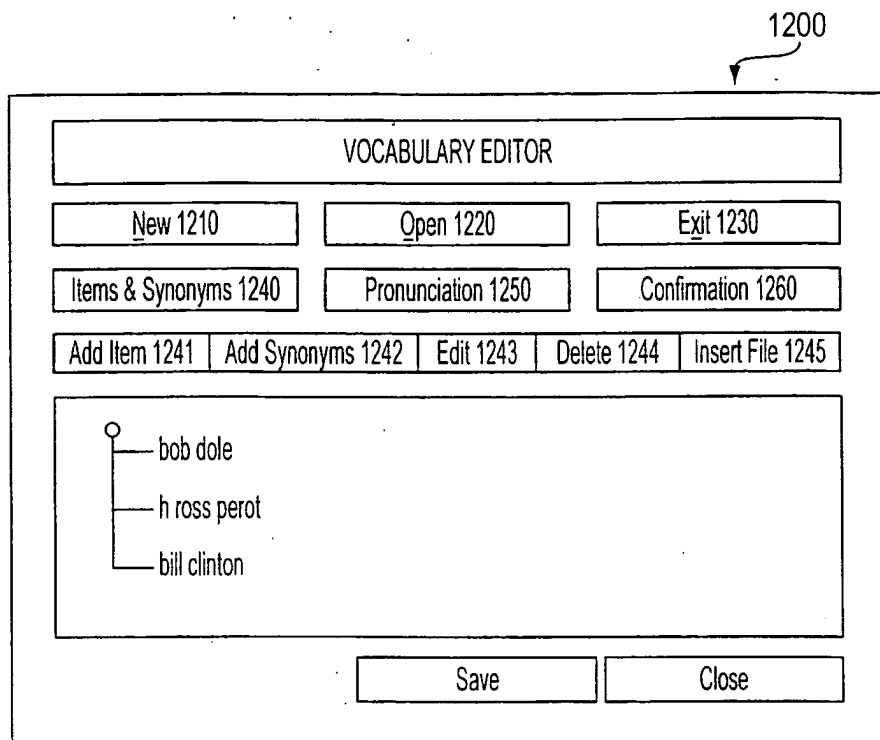 1200
VOCABULARY EDITOR
New 1210 Open 1220 Exit 1230
Items & Synonyms 1240 Pronunciation 1250 Confirmation 1260
Add Item 1241 Add Synonyms 1242 Edit 1243 Delete 1244 Insert File 1245
bob dole
h ross perot
bill clinton
Save Close